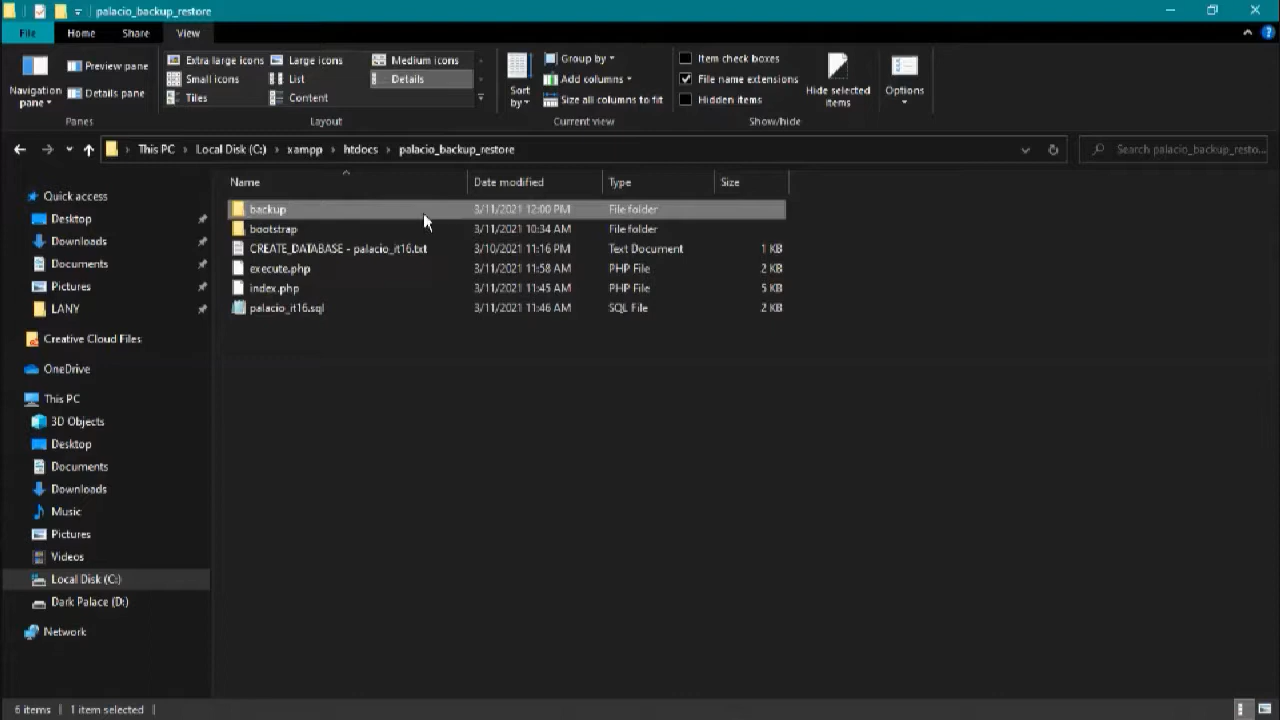 palacio_backup_restore
File Home Share View
Navigation pane
Preview pane
Details pane
Panes
Extra large icons Large icons Medium icons
Small icons List Details
Tiles Content
Layout
Sort by
Group by
Add columns
Size all columns to fit
Current view
Item check boxes
File name extensions
Hidden items
Hide selected items
Show/hide
Options
This PC › Local Disk (C:) › xampp › htdocs › palacio_backup_restore
Search palacio_backup_resto...
Name Date modified Type Size
backup 3/11/2021 12:00 PM File folder
bootstrap 3/11/2021 10:34 AM File folder
CREATE_DATABASE - palacio_it16.txt 3/10/2021 11:16 PM Text Document 1 KB
execute.php 3/11/2021 11:58 AM PHP File 2 KB
index.php 3/11/2021 11:45 AM PHP File 5 KB
palacio_it16.sql 3/11/2021 11:46 AM SQL File 2 KB
Quick access
Desktop
Downloads
Documents
Pictures
LANY
Creative Cloud Files
OneDrive
This PC
3D Objects
Desktop
Documents
Downloads
Music
Pictures
Videos
Local Disk (C:)
Dark Palace (D:)
Network
6 items 1 item selected